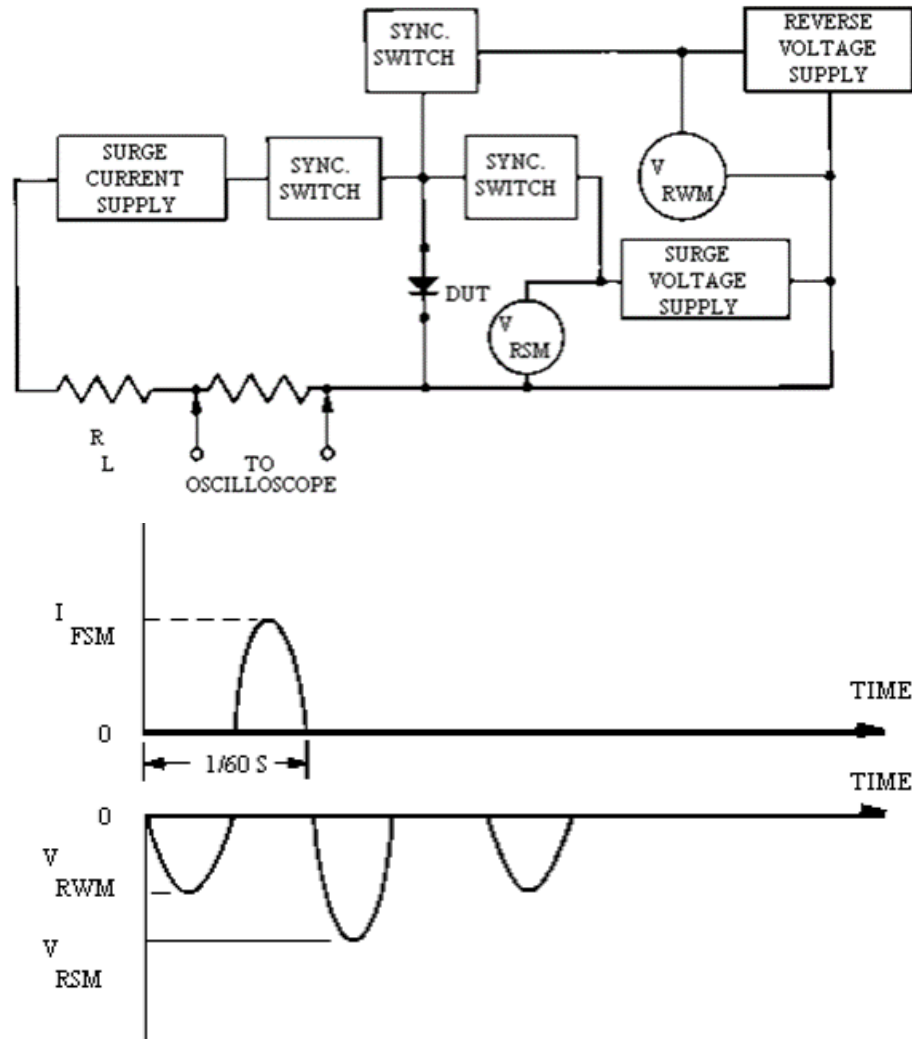 SYNC.
SWITCH
REVERSE
VOLTAGE
SUPPLY
SURGE
CURRENT
SUPPLY
SYNC.
SWITCH
SYNC.
SWITCH
V
RWM
SURGE
VOLTAGE
SUPPLY
DUT
V
RSM
R
L
TO
OSCILLOSCOPE
I
FSM
TIME
0
1/60 S
TIME
0
V
RWM
V
RSM